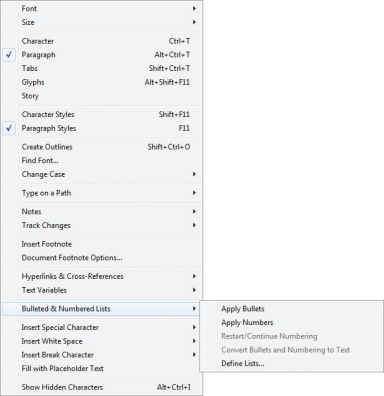 Font
Size
Character Ctrl+T
Paragraph Alt+Ctrl+T
Tabs Shift+Ctrl+T
Glyphs Alt+Shift+F11
Story
Character Styles Shift+F11
Paragraph Styles F11
Create Outlines Shift+Ctrl+O
Find Font...
Change Case
Type on a Path
Notes
Track Changes
Insert Footnote
Document Footnote Options...
Hyperlinks & Cross-References
Text Variables
Bulleted & Numbered Lists
Apply Bullets
Apply Numbers
Restart/Continue Numbering
Convert Bullets and Numbering to Text
Define Lists...
Insert Special Character
Insert White Space
Insert Break Character
Fill with Placeholder Text
Show Hidden Characters Alt+Ctrl+I